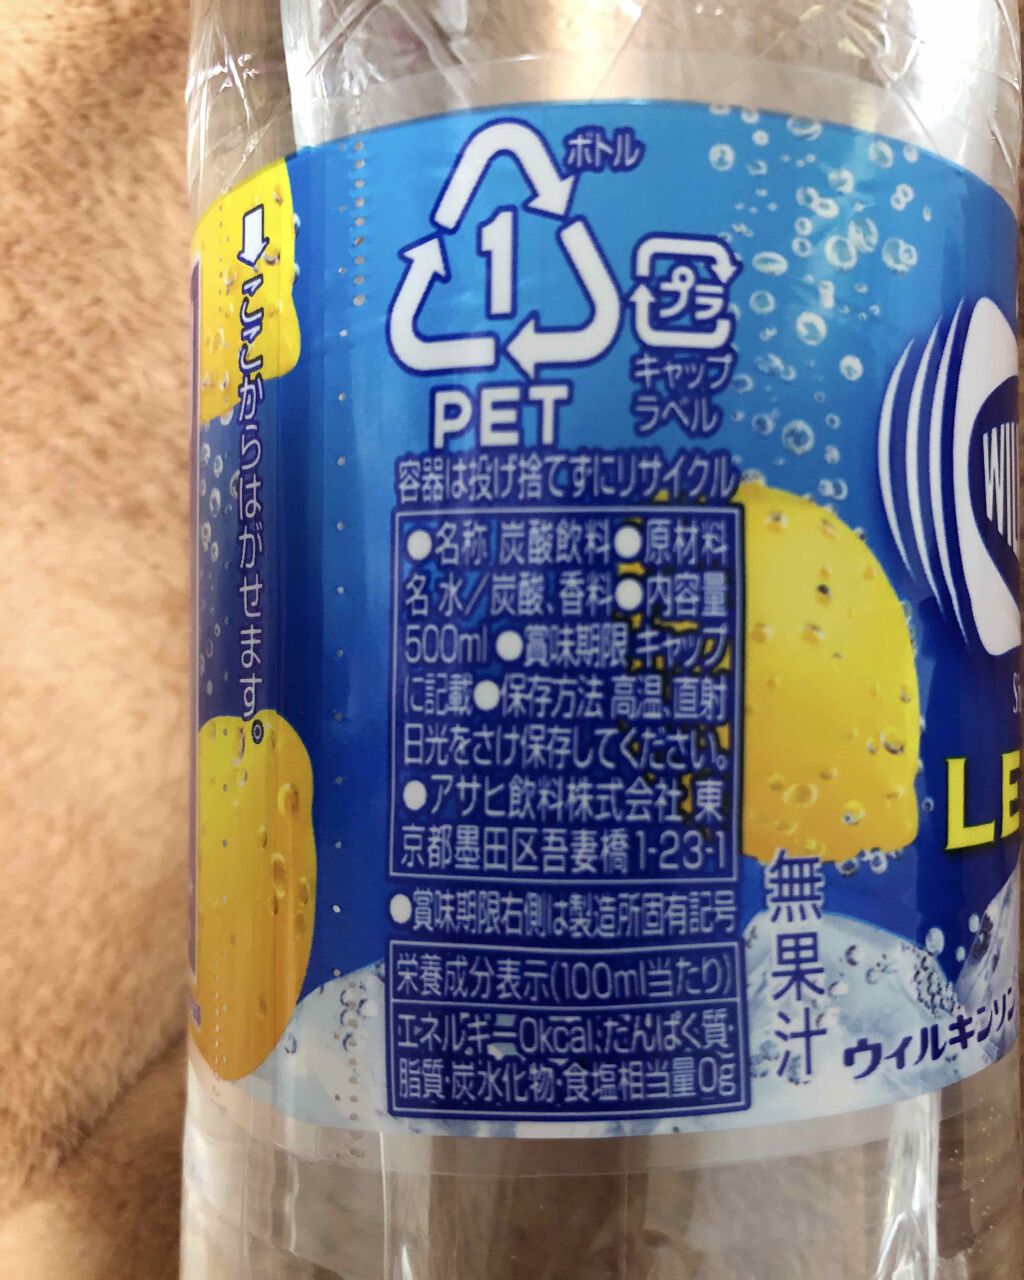 ここからはがせます。
ボトル
1
PET
プラ
キャップ
ラベル
容器は投げ捨てずにリサイクル
●名称 炭酸飲料●原材料
名 水/炭酸、香料●内容量
500ml ●賞味期限 キャップ
に記載●保存方法 高温、直射
日光をさけ保存してください。
●アサヒ飲料株式会社 東
京都墨田区吾妻橋1-23-1
●賞味期限右側は製造所固有記号
栄養成分表示(100ml当たり)
エネルギー0kcal、たんぱく質・
脂質・炭水化物・食塩相当量0g
無果汁
ウィルキンソン